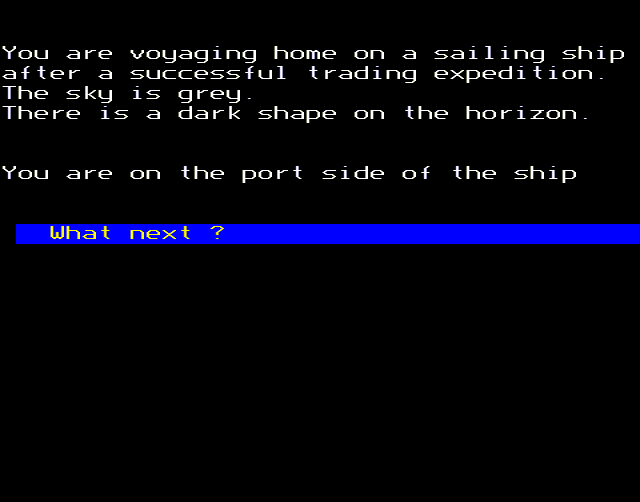 You are voyaging home on a sailing ship
after a successful trading expedition.
The sky is grey.
There is a dark shape on the horizon.
You are on the port side of the ship
What next ?